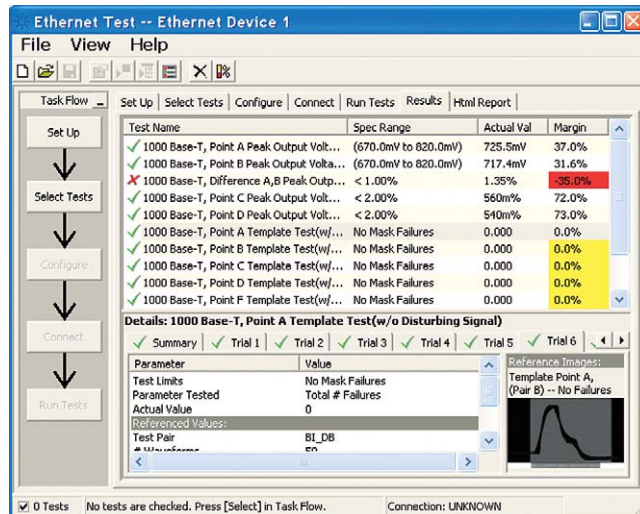 Ethernet Test -- Ethernet Device 1
File View Help
Task Flow _
Set Up
Select Tests
Configure
Connect
Run Tests
Set Up Select Tests Configure Connect Run Tests Results Html Report
Test Name Spec Range Actual Val Margin
1000 Base-T, Point A Peak Output Volt... (670.0mV to 820.0mV) 725.5mV 37.0%
1000 Base-T, Point B Peak Output Volta... (670.0mV to 820.0mV) 717.4mV 31.6%
1000 Base-T, Difference A,B Peak Outp... < 1.00% 1.35% -35.0%
1000 Base-T, Point C Peak Output Volt... < 2.00% 560m% 72.0%
1000 Base-T, Point D Peak Output Volt... < 2.00% 540m% 73.0%
1000 Base-T, Point A Template Test(w/... No Mask Failures 0.000 0.0%
1000 Base-T, Point B Template Test(w/... No Mask Failures 0.000 0.0%
1000 Base-T, Point C Template Test(w/... No Mask Failures 0.000 0.0%
1000 Base-T, Point D Template Test(w/... No Mask Failures 0.000 0.0%
1000 Base-T, Point F Template Test(w/... No Mask Failures 0.000 0.0%
Details: 1000 Base-T, Point A Template Test(w/o Disturbing Signal)
Summary Trial 1 Trial 2 Trial 3 Trial 4 Trial 5 Trial 6
Parameter Value
Test Limits No Mask Failures
Parameter Tested Total # Failures
Actual Value 0
Referenced Values:
Test Pair BI_DB
# Waveforms 50
Reference Images:
Template Point A,
(Pair B) -- No Failures
0 Tests No tests are checked. Press [Select] in Task Flow. Connection: UNKNOWN